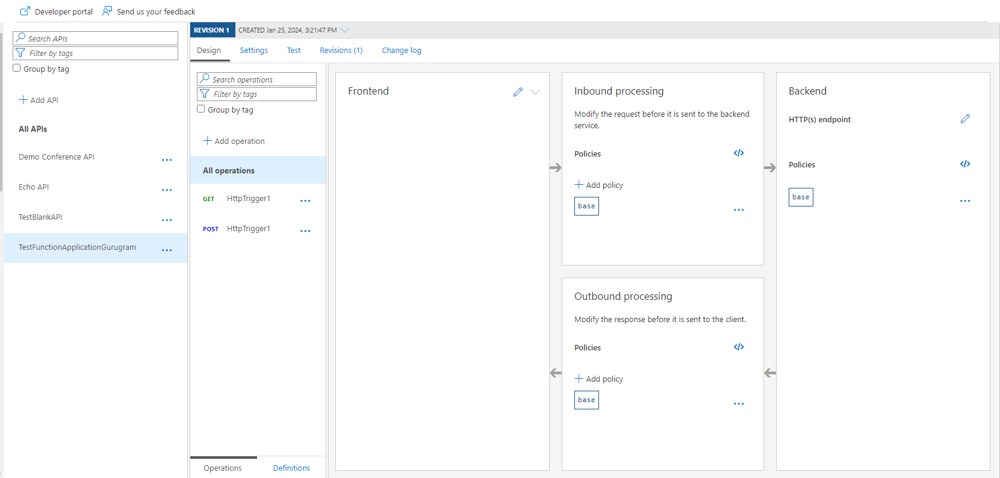 Developer portal
Send us your feedback
Search APIs
Filter by tags
Group by tag
Add API
All APIs
Demo Conference API
Echo API
TestBlankAPI
TestFunctionApplicationGurugram
REVISION 1
CREATED Jan 25, 2024, 3:21:47 PM
Design
Settings
Test
Revisions (1)
Change log
Search operations
Filter by tags
Group by tag
Add operation
All operations
GET HttpTrigger1
POST HttpTrigger1
Operations
Definitions
Frontend
Inbound processing
Modify the request before it is sent to the backend
service.
Policies
Add policy
base
Outbound processing
Modify the response before it is sent to the client.
Policies
Add policy
base
Backend
HTTP(s) endpoint
Policies
base